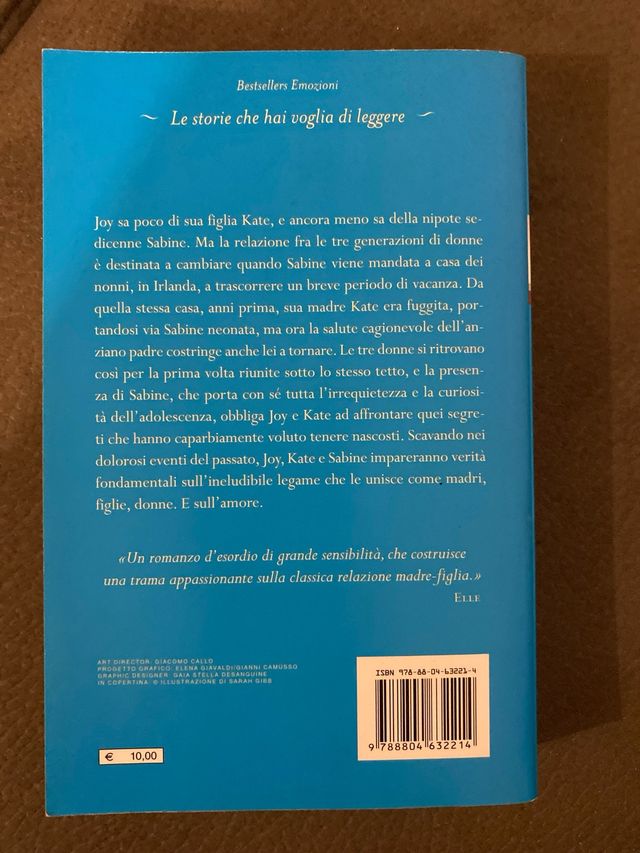 Bestsellers Emozioni
~ Le storie che hai voglia di leggere ~
Joy sa poco di sua figlia Kate, e ancora meno sa della nipote se-
dicenne Sabine. Ma la relazione fra le tre generazioni di donne
è destinata a cambiare quando Sabine viene mandata a casa dei
nonni, in Irlanda, a trascorrere un breve periodo di vacanza. Da
quella stessa casa, anni prima, sua madre Kate era fuggita, por-
tandosi via Sabine neonata, ma ora la salute cagionevole dell'an-
ziano padre costringe anche lei a tornare. Le tre donne si ritrovano
così per la prima volta riunite sotto lo stesso tetto, e la presen-
za di Sabine, che porta con sé tutta l'irrequietezza e la curiosi-
tà dell'adolescenza, obbliga Joy e Kate ad affrontare quei segre-
ti che hanno caparbiamente voluto tenere nascosti. Scavando nei
dolorosi eventi del passato, Joy, Kate e Sabine impareranno verità
fondamentali sull'ineludibile legame che le unisce come madri,
figlie, donne. E sull'amore.
«Un romanzo d'esordio di grande sensibilità, che costruisce
una trama appassionante sulla classica relazione madre-figlia.»
ELLE
ART DIRECTOR: GIACOMO CALLO
PROGETTO GRAFICO: ELENA GIAVALDI/GIANNI CAMUSSO
GRAPHIC DESIGNER: GAIA STELLA DESANGUINE
IN COPERTINA: © ILLUSTRAZIONE DI SARAH GIBB
€ 10,00
ISBN 978-88-04-63221-4
9 788804 632214